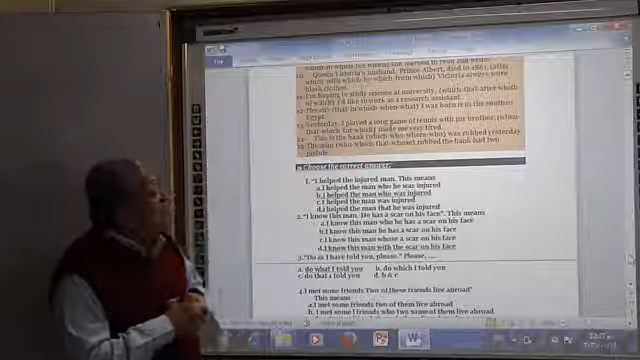 which for whom) she learned to read and write
Queen Victoria's husband, Prince Albert, died in 1861, (after
which with which by which from which) Victoria always wore
black clothes.
I'm hoping to study science at university, (which that after which
of which) I'd like to work as a research assistant.
The city (that in which when what) I was born is in the southern
Egypt.
Yesterday, I played a long game of tennis with my brother, (when
that which for which) made me very tired.
This is the bank (which who where who) was robbed yesterday
The man (who which that whose) robbed the bank had two
pistols
Choose the correct answer:
1. "I helped the injured man. This means
a.I helped the man who he was injured
b.I helped the man who was injured
c.I helped the man was injured
d.I helped the man that he was injured
2."I know this man. He has a scar on his face". This means
a.I know this man who he has a scar on his face
b.I know this man he has a scar on his face
c.I know this man whose a scar on his face
d.I know this man with the scar on his face
3."Do as I have told you, please." Please, ....
a. do what I told you b. do which I told you
c. do that I told you d. b & c
4.I met some friends Two of these friends live abroad"
This means
a.I met some friends two of them live abroad
b. I met some friends who two of them live abroad